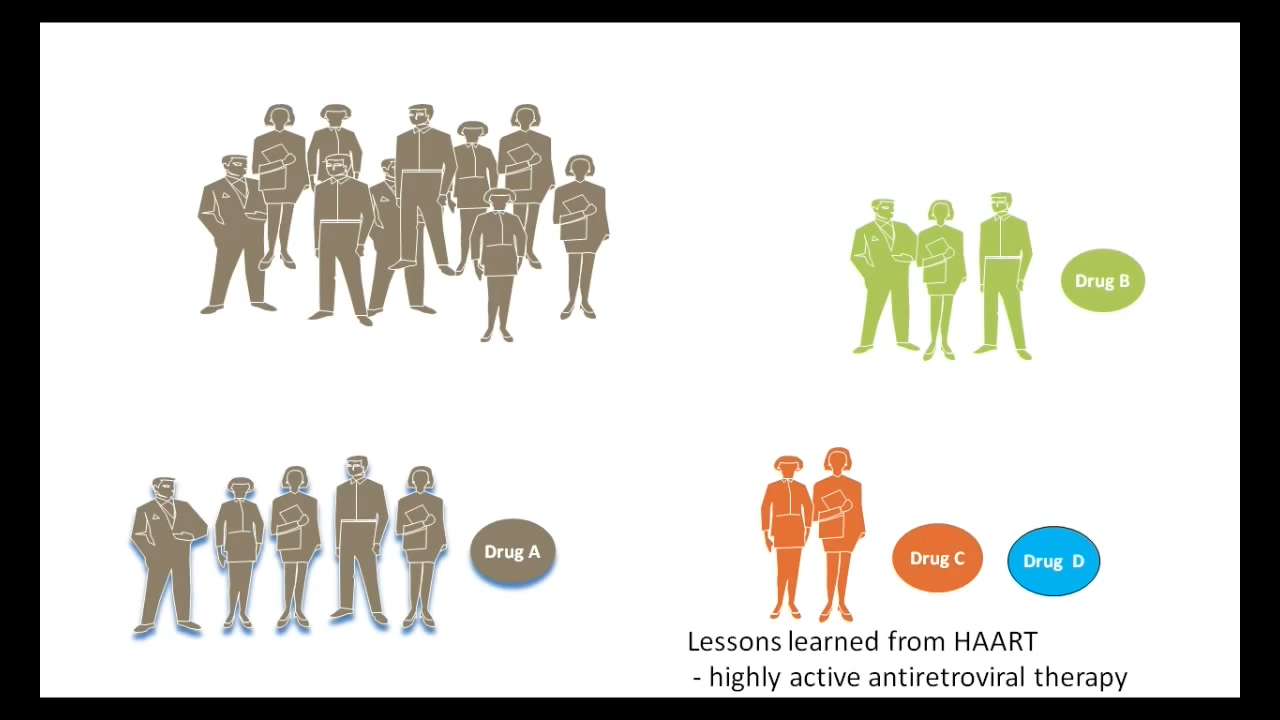 Drug B
Drug A
Drug C
Drug D
Lessons learned from HAART
- highly active antiretroviral therapy